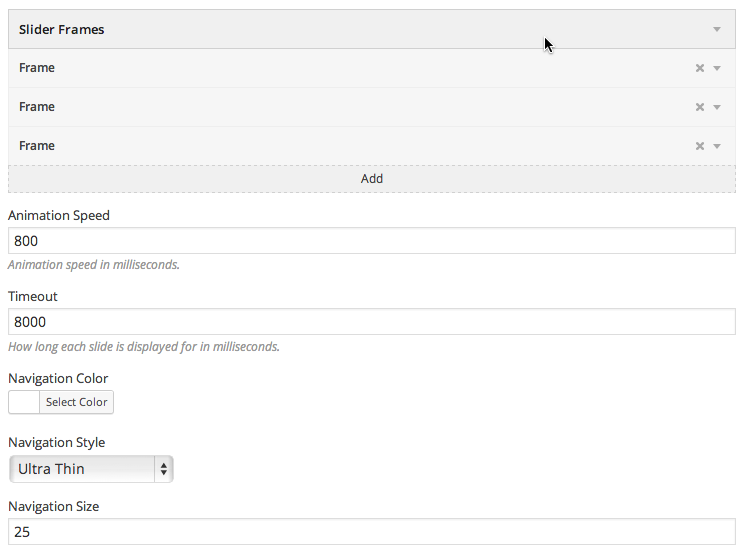 Slider Frames
Frame
Frame
Frame
Add
Animation Speed
800
Animation speed in milliseconds.
Timeout
8000
How long each slide is displayed for in milliseconds.
Navigation Color
Select Color
Navigation Style
Ultra Thin
Navigation Size
25